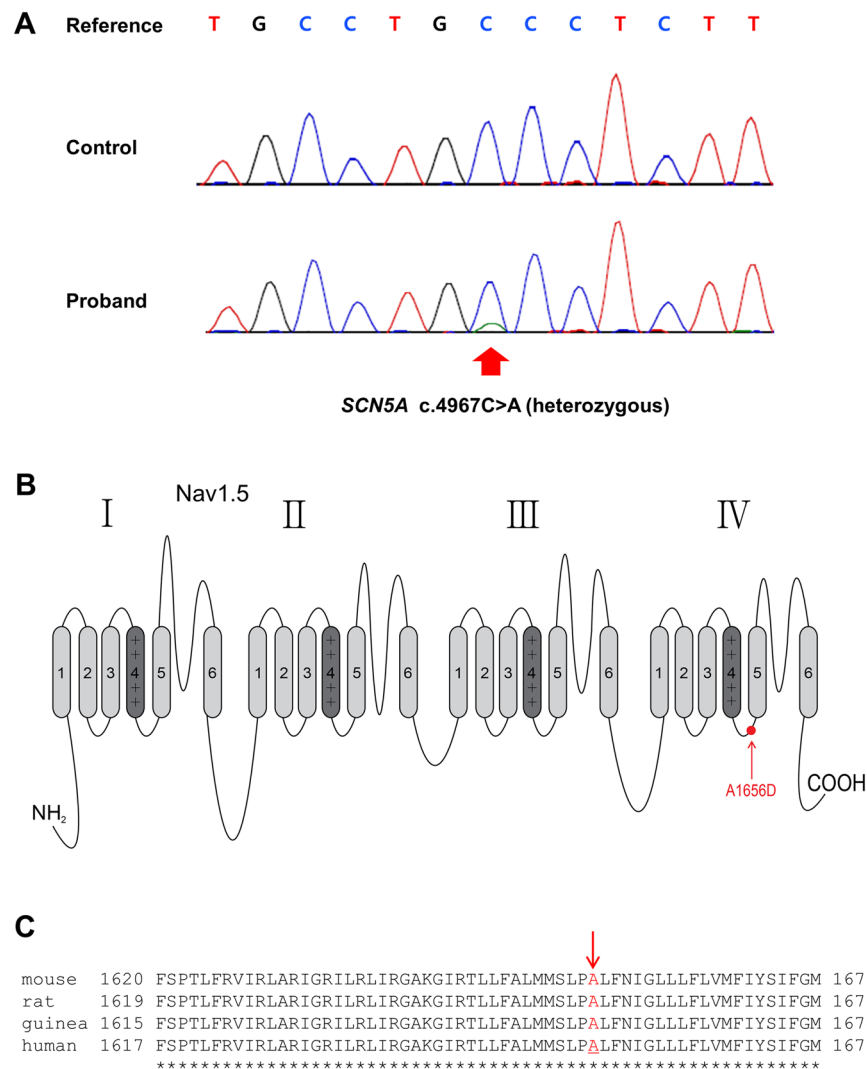 A
Reference T G C C T G C C C T C T T
Control
Proband
SCN5A c.4967C>A (heterozygous)
B
Nav1.5
I II III IV
1 2 3 4 5 6 1 2 3 4 5 6 1 2 3 4 5 6 1 2 3 4 5 6
++ ++ ++ ++ ++ ++ ++ ++
A1656D
NH2
COOH
C
mouse 1620 FSPTLFRVIRLARIGRILRLIRGAKGIRTLLFALMMSLPALFNIGLLLFLVMFIYSIFGM 167
rat 1619 FSPTLFRVIRLARIGRILRLIRGAKGIRTLLFALMMSLPALFNIGLLLFLVMFIYSIFGM 167
guinea 1615 FSPTLFRVIRLARIGRILRLIRGAKGIRTLLFALMMSLPALFNIGLLLFLVMFIYSIFGM 167
human 1617 FSPTLFRVIRLARIGRILRLIRGAKGIRTLLFALMMSLPALFNIGLLLFLVMFIYSIFGM 167
************************************************************